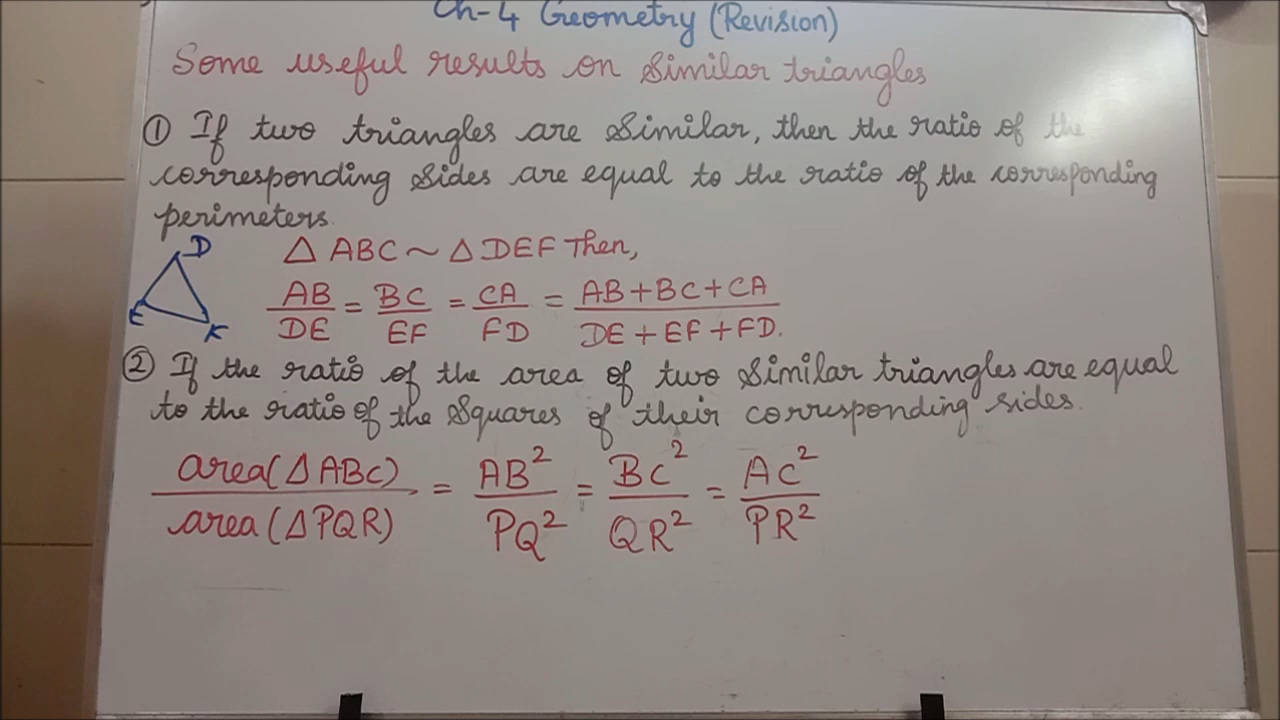 Ch-4 Geometry (Revision)
Some useful results on Similar triangles
① If two triangles are Similar, then the ratio of the
corresponding Sides are equal to the ratio of the corresponding
perimeters.
D
E
F
△ ABC ~ △ DEF Then,
AB/DE = BC/EF = CA/FD = AB+BC+CA/DE+EF+FD.
② If the ratio of the area of two Similar triangles are equal
to the ratio of the Squares of their corresponding sides.
area(△ABC)/area(△PQR) = AB²/PQ² = BC²/QR² = AC²/PR²